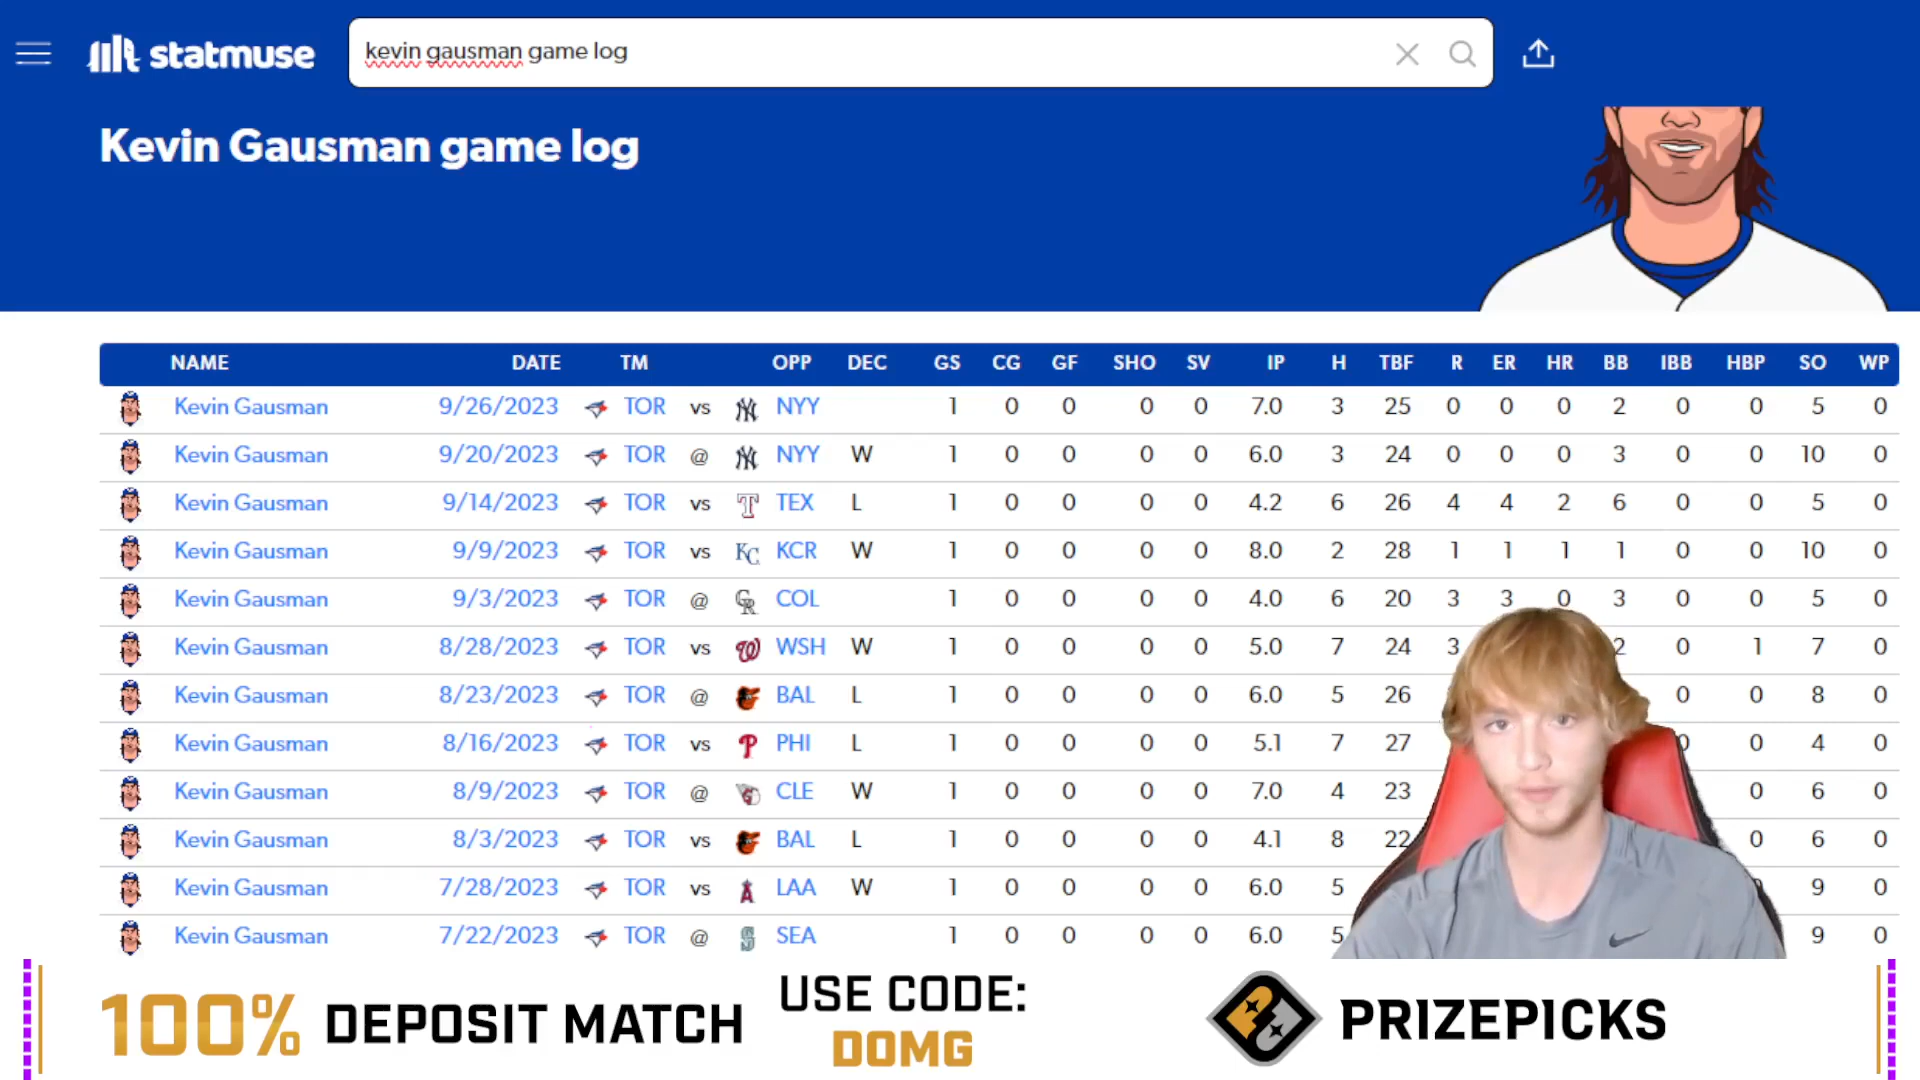 statmuse
kevin gausman game log
Kevin Gausman game log
NAME DATE TM OPP DEC GS CG GF SHO SV IP H TBF R ER HR BB IBB HBP SO WP
Kevin Gausman 9/26/2023 TOR vs NYY 1 0 0 0 0 7.0 3 25 0 0 0 2 0 0 5 0
Kevin Gausman 9/20/2023 TOR @ NYY W 1 0 0 0 0 6.0 3 24 0 0 0 3 0 0 10 0
Kevin Gausman 9/14/2023 TOR vs TEX L 1 0 0 0 0 4.2 6 26 4 4 2 6 0 0 5 0
Kevin Gausman 9/9/2023 TOR vs KCR W 1 0 0 0 0 8.0 2 28 1 1 1 1 0 0 10 0
Kevin Gausman 9/3/2023 TOR @ COL 1 0 0 0 0 4.0 6 20 3 3 0 3 0 0 5 0
Kevin Gausman 8/28/2023 TOR vs WSH W 1 0 0 0 0 5.0 7 24 3 2 0 1 7 0
Kevin Gausman 8/23/2023 TOR @ BAL L 1 0 0 0 0 6.0 5 26 0 0 8 0
Kevin Gausman 8/16/2023 TOR vs PHI L 1 0 0 0 0 5.1 7 27 0 0 4 0
Kevin Gausman 8/9/2023 TOR @ CLE W 1 0 0 0 0 7.0 4 23 0 6 0
Kevin Gausman 8/3/2023 TOR vs BAL L 1 0 0 0 0 4.1 8 22 0 6 0
Kevin Gausman 7/28/2023 TOR vs LAA W 1 0 0 0 0 6.0 5 9 0
Kevin Gausman 7/22/2023 TOR @ SEA 1 0 0 0 0 6.0 5 9 0
100% DEPOSIT MATCH
USE CODE:
DOMG
PRIZEPICKS